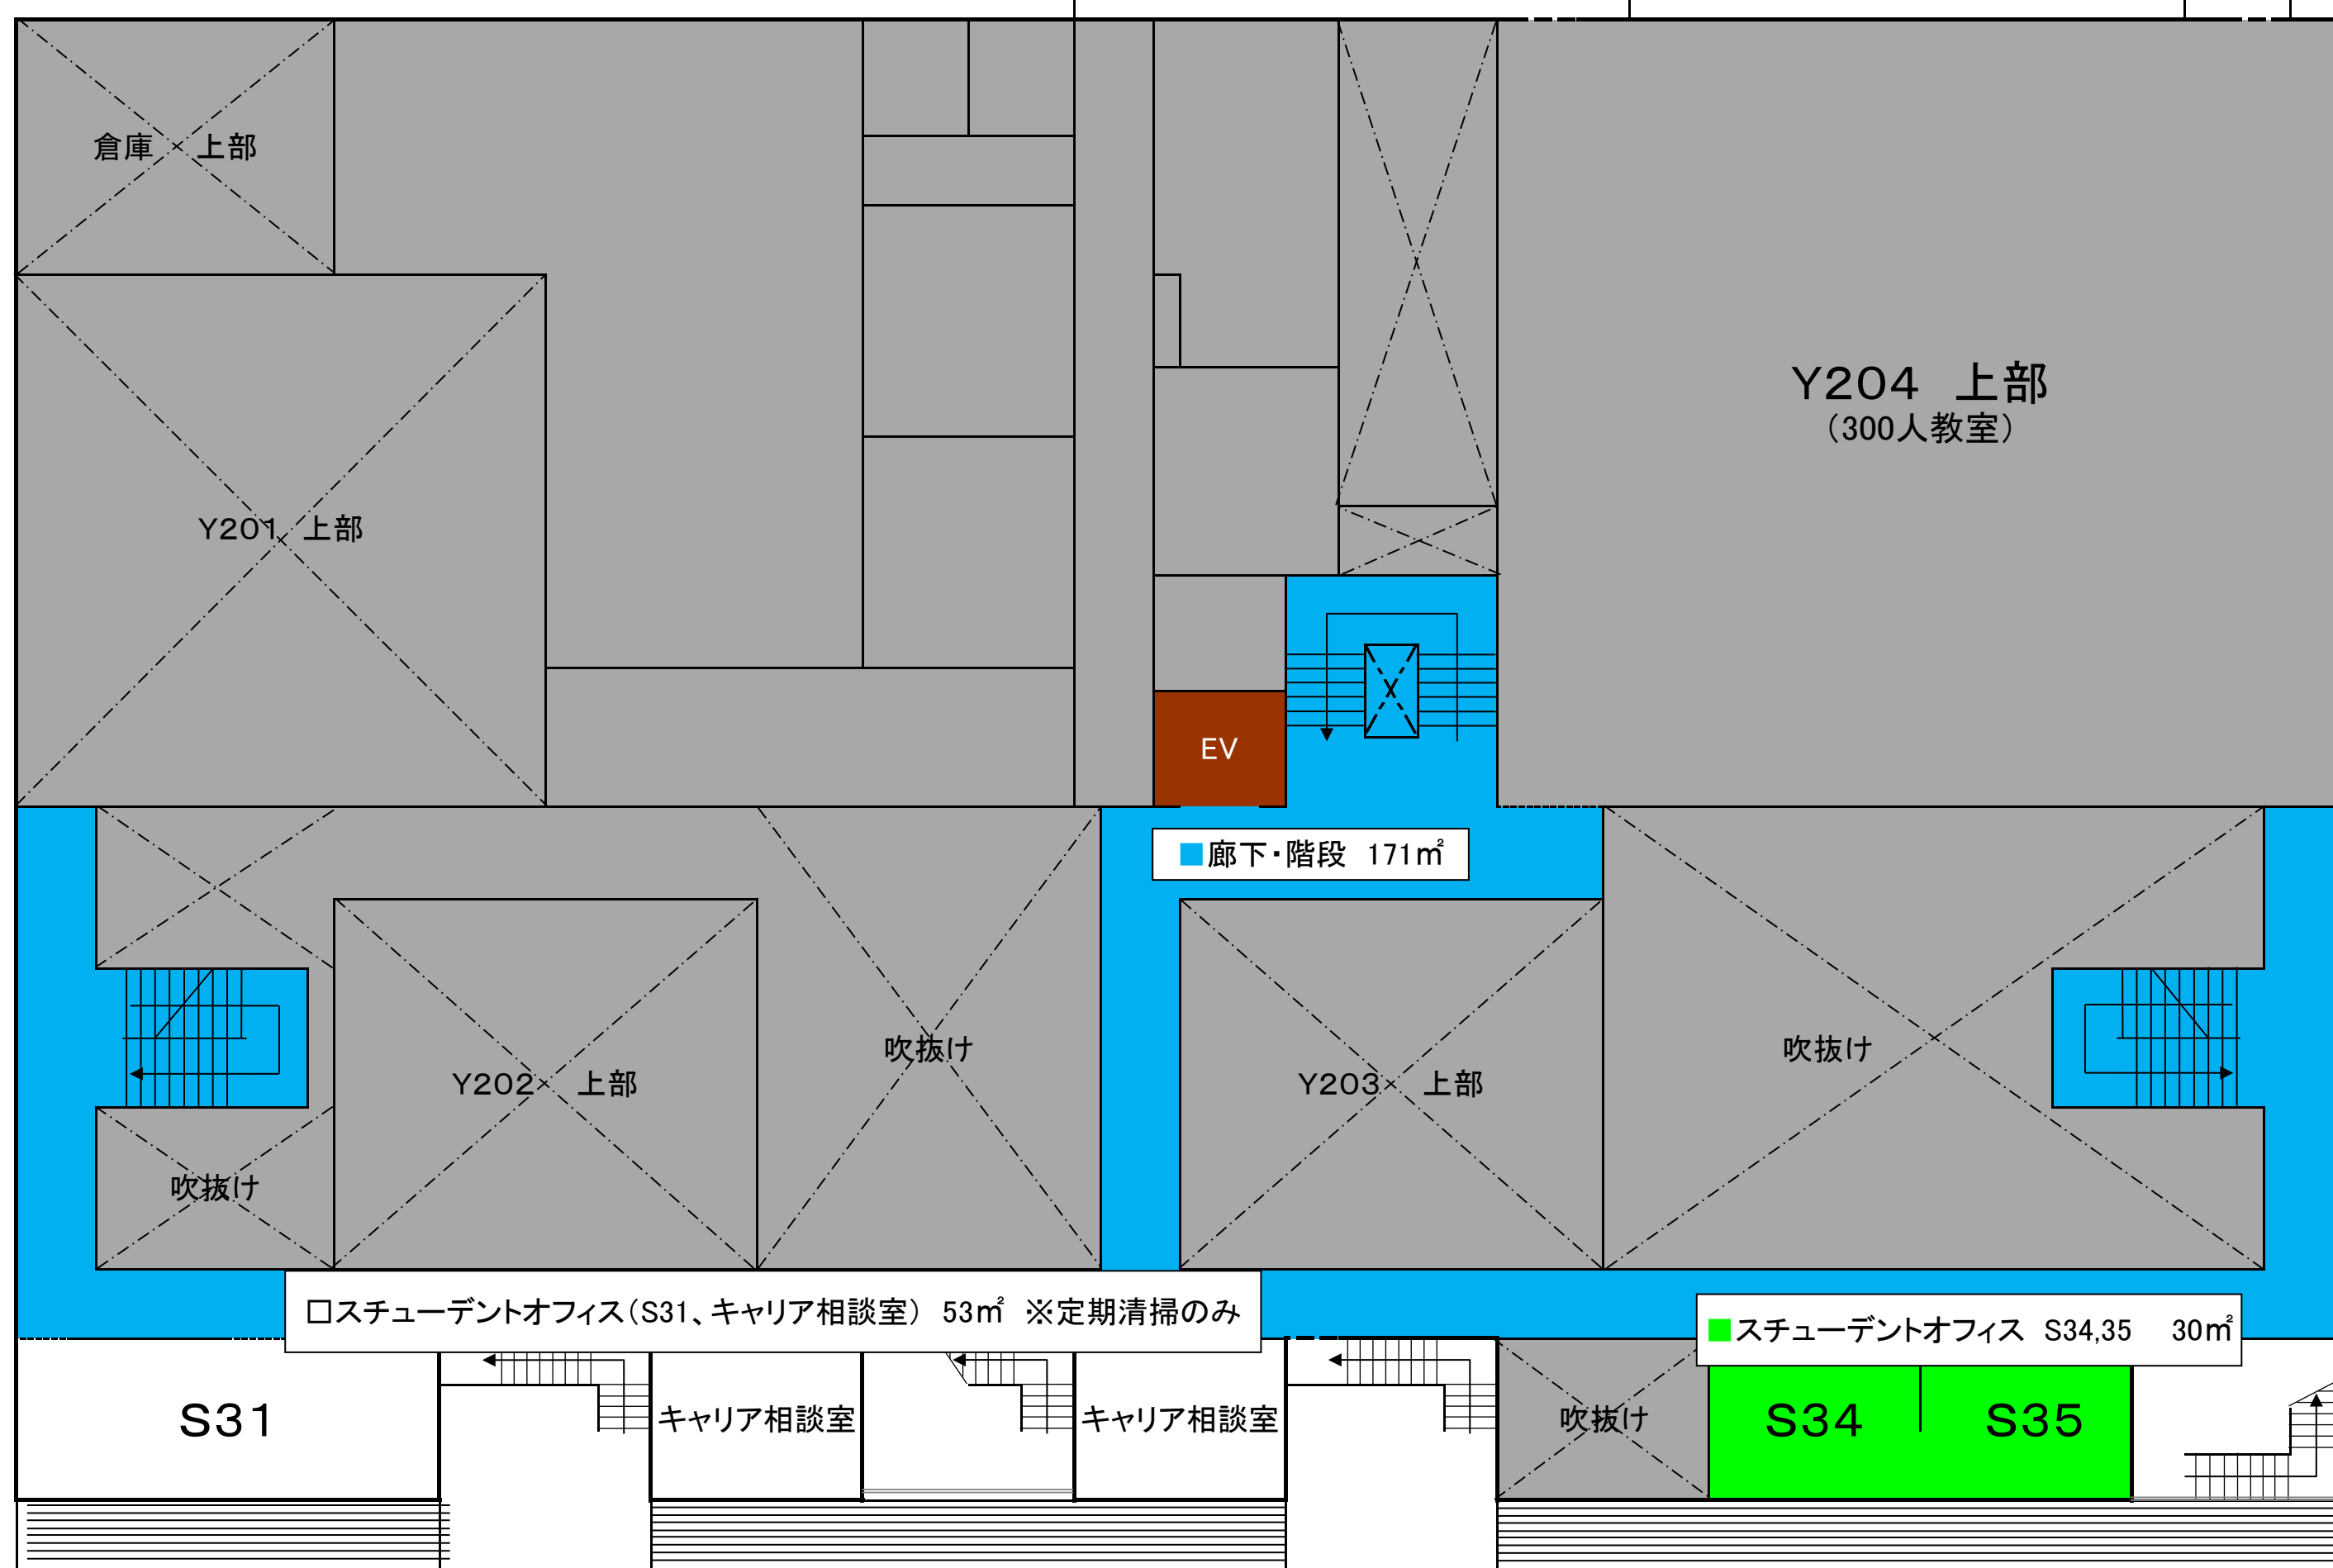 倉庫　上部
Y204　上部
（300人教室）
Y201　上部
EV
■廊下・階段　171㎡
吹抜け
吹抜け
Y202　上部
Y203　上部
吹抜け
□スチューデントオフィス（S31、キャリア相談室）　53㎡　※定期清掃のみ
■スチューデントオフィス　S34,35　30㎡
S31
キャリア相談室
キャリア相談室
吹抜け
S34
S35